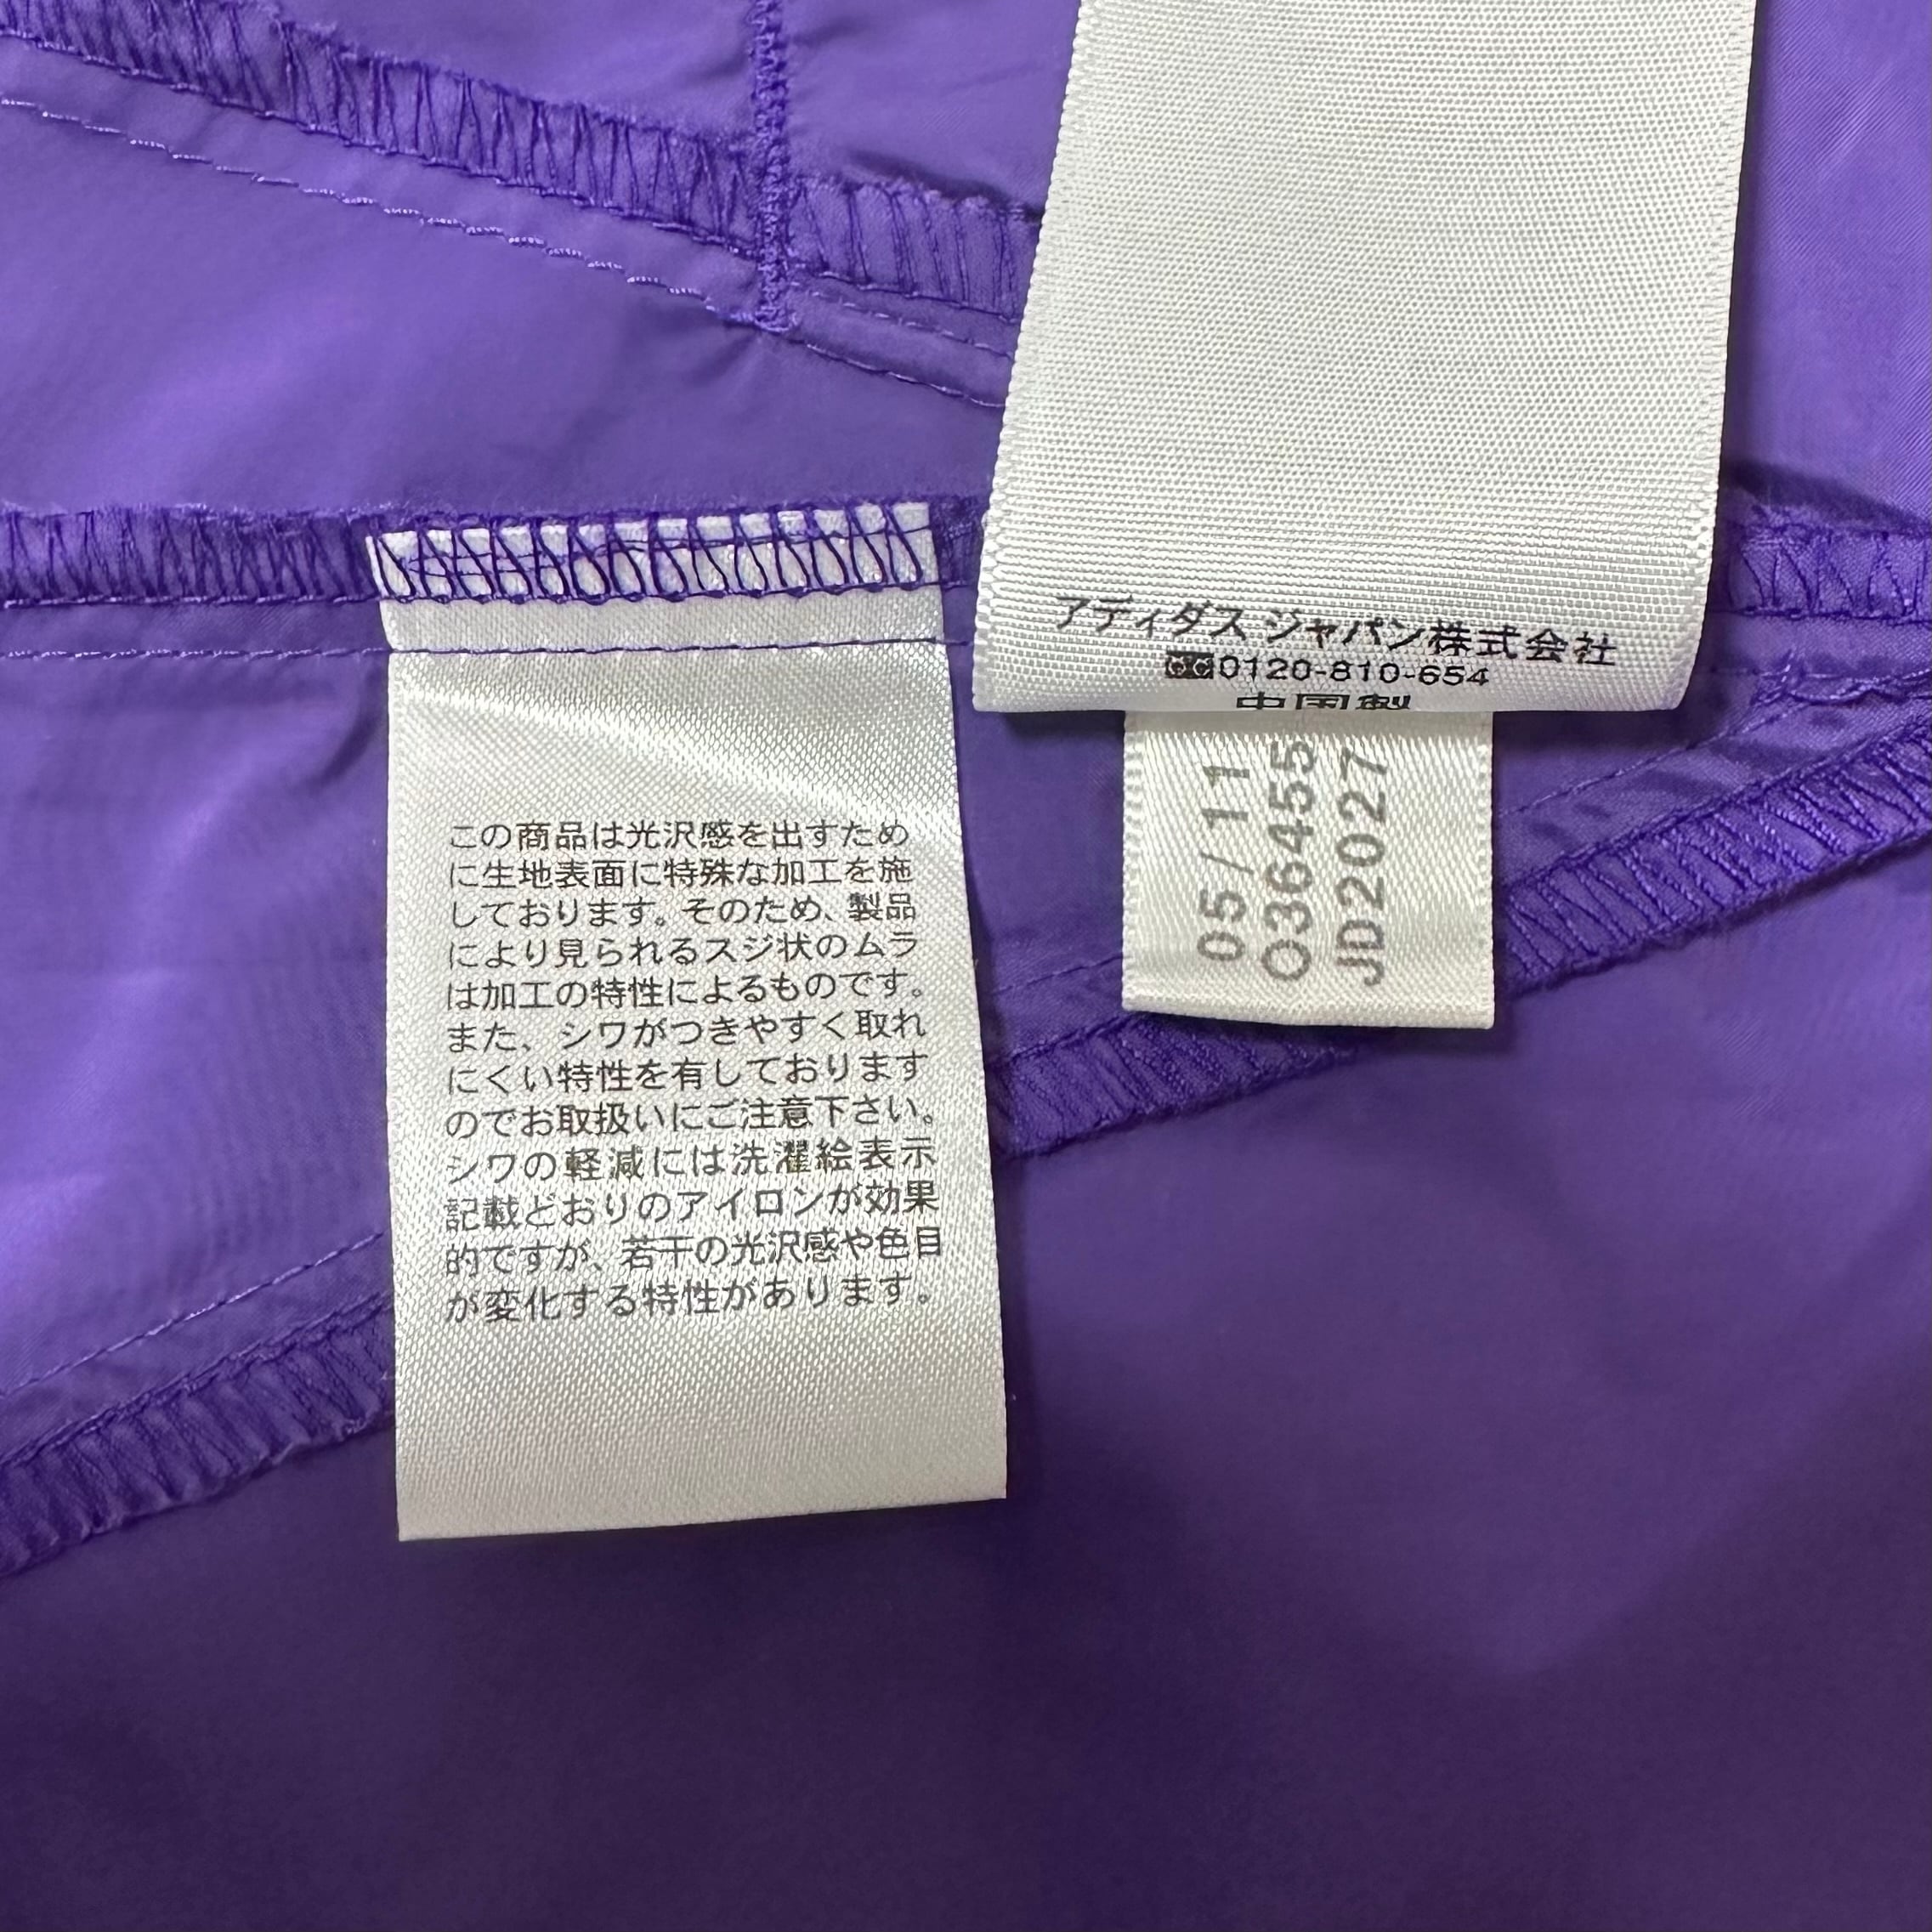 アディダス ジャパン株式会社
0120-810-654
中国製
05/11
036455
JD2027
この商品は光沢感を出すため
に生地表面に特殊な加工を施
しております。そのため、製品
により見られるスジ状のムラ
は加工の特性によるものです。
また、シワがつきやすく取れ
にくい特性を有しております
のでお取扱いにご注意下さい。
シワの軽減には洗濯絵表示
記載どおりのアイロンが効果
的ですが、若干の光沢感や色目
が変化する特性があります。